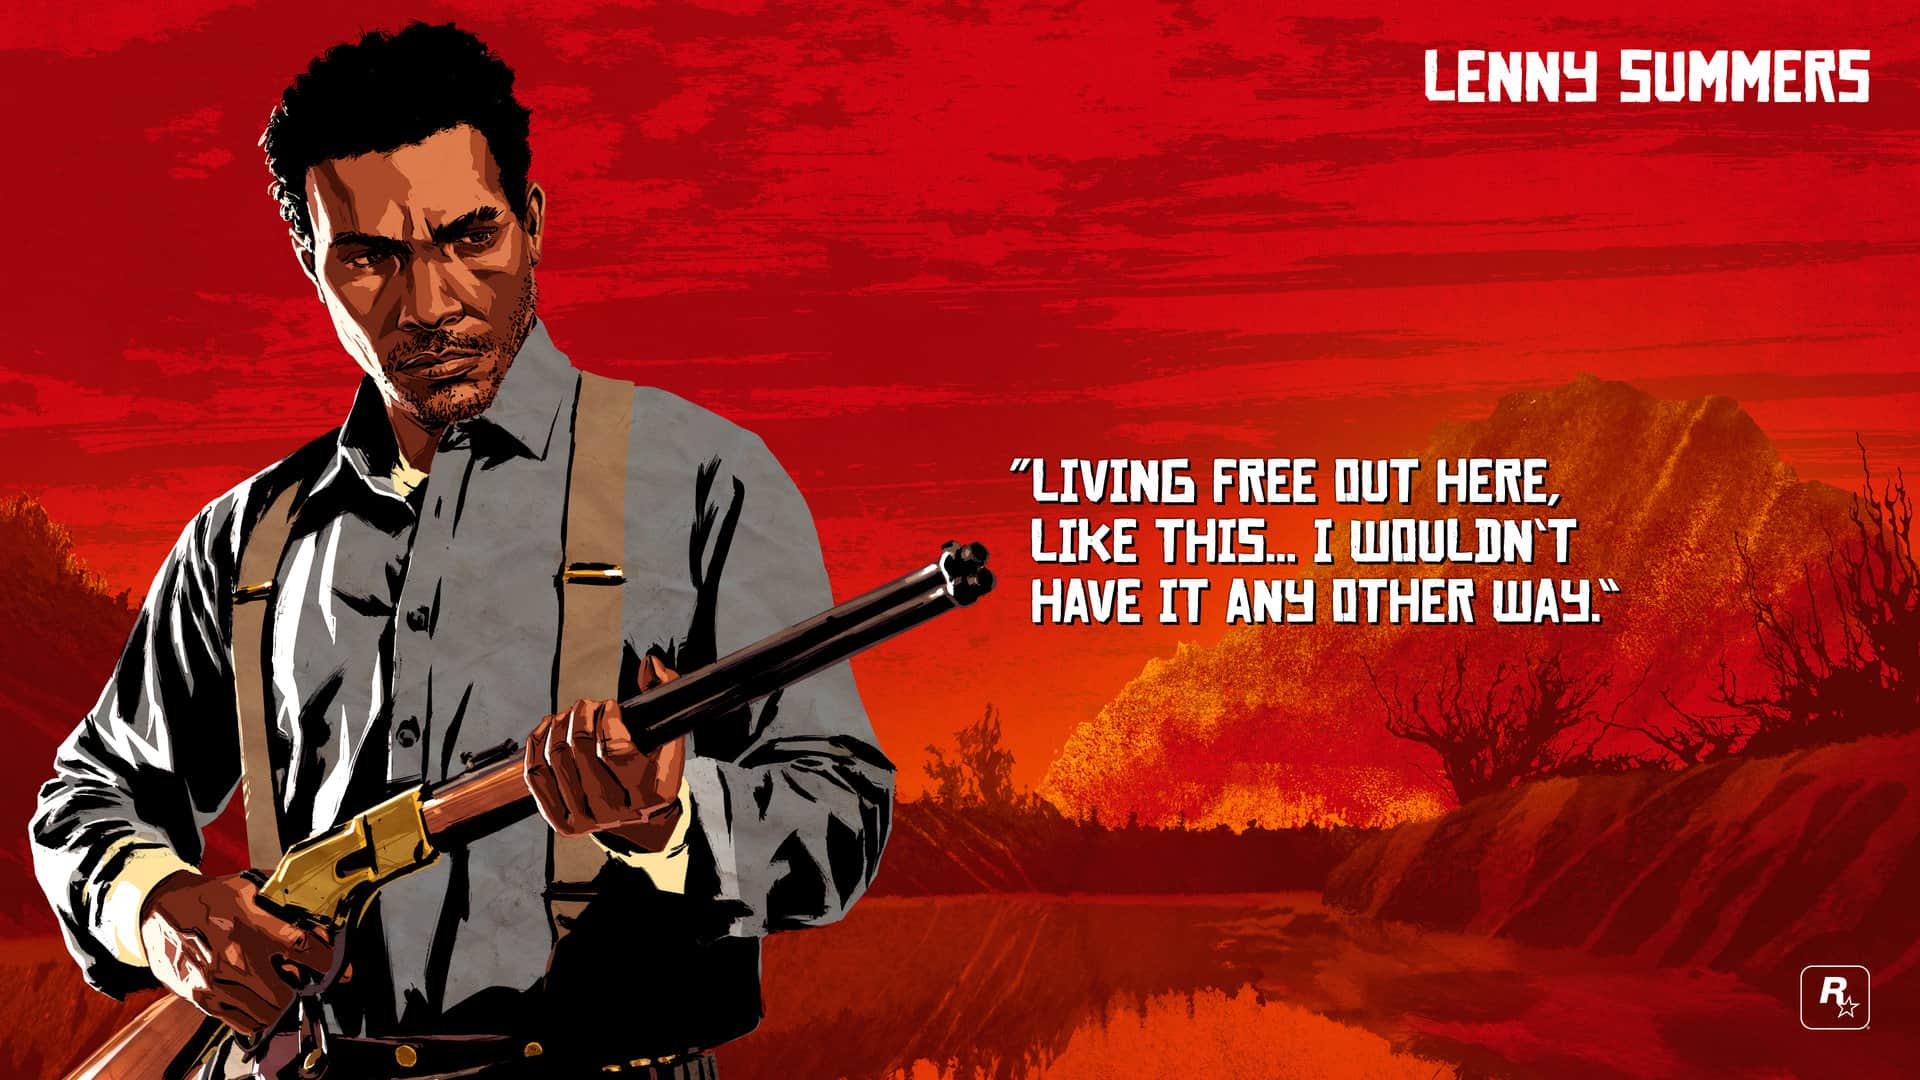 LENNY SUMMERS
"LIVING FREE OUT HERE,
LIKE THIS... I WOULDN'T
HAVE IT ANY OTHER WAY."
R